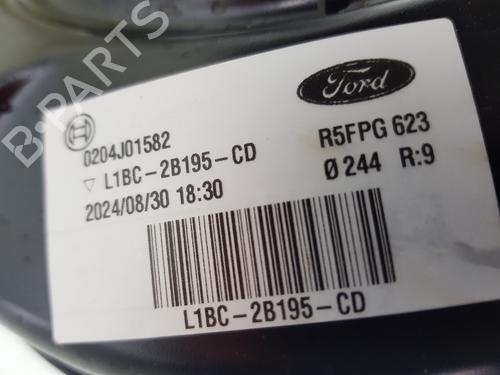 Ford
0204J01582
R5FPG 623
▽ L1BC-2B195-CD
Ø 244 R:9
2024/08/30 18:30
L1BC-2B195-CD
B-PARTS